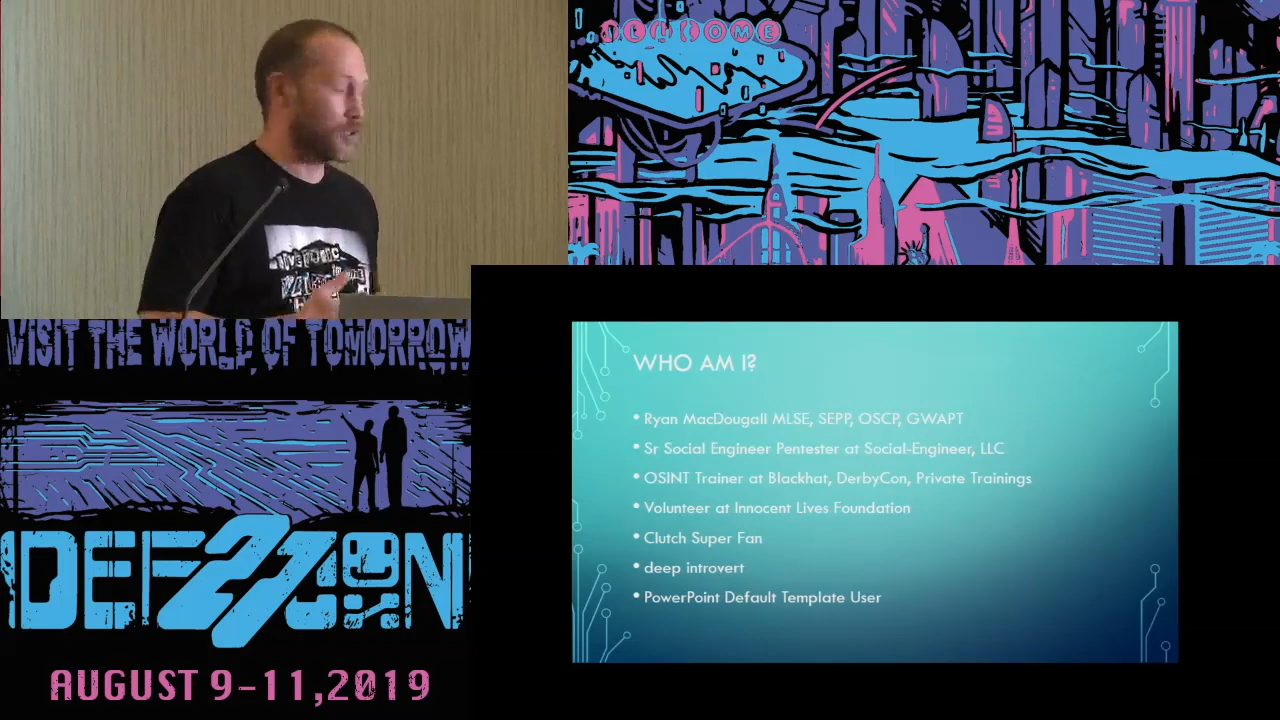 WELCOME
WHO AM I?
• Ryan MacDougall MLSE, SEPP, OSCP, GWAPT
• Sr Social Engineer Pentester at Social-Engineer, LLC
• OSINT Trainer at Blackhat, DerbyCon, Private Trainings
• Volunteer at Innocent Lives Foundation
• Clutch Super Fan
• deep introvert
• PowerPoint Default Template User
VISIT THE WORLD OF TOMORROW
DEF27CON
AUGUST 9-11,2019